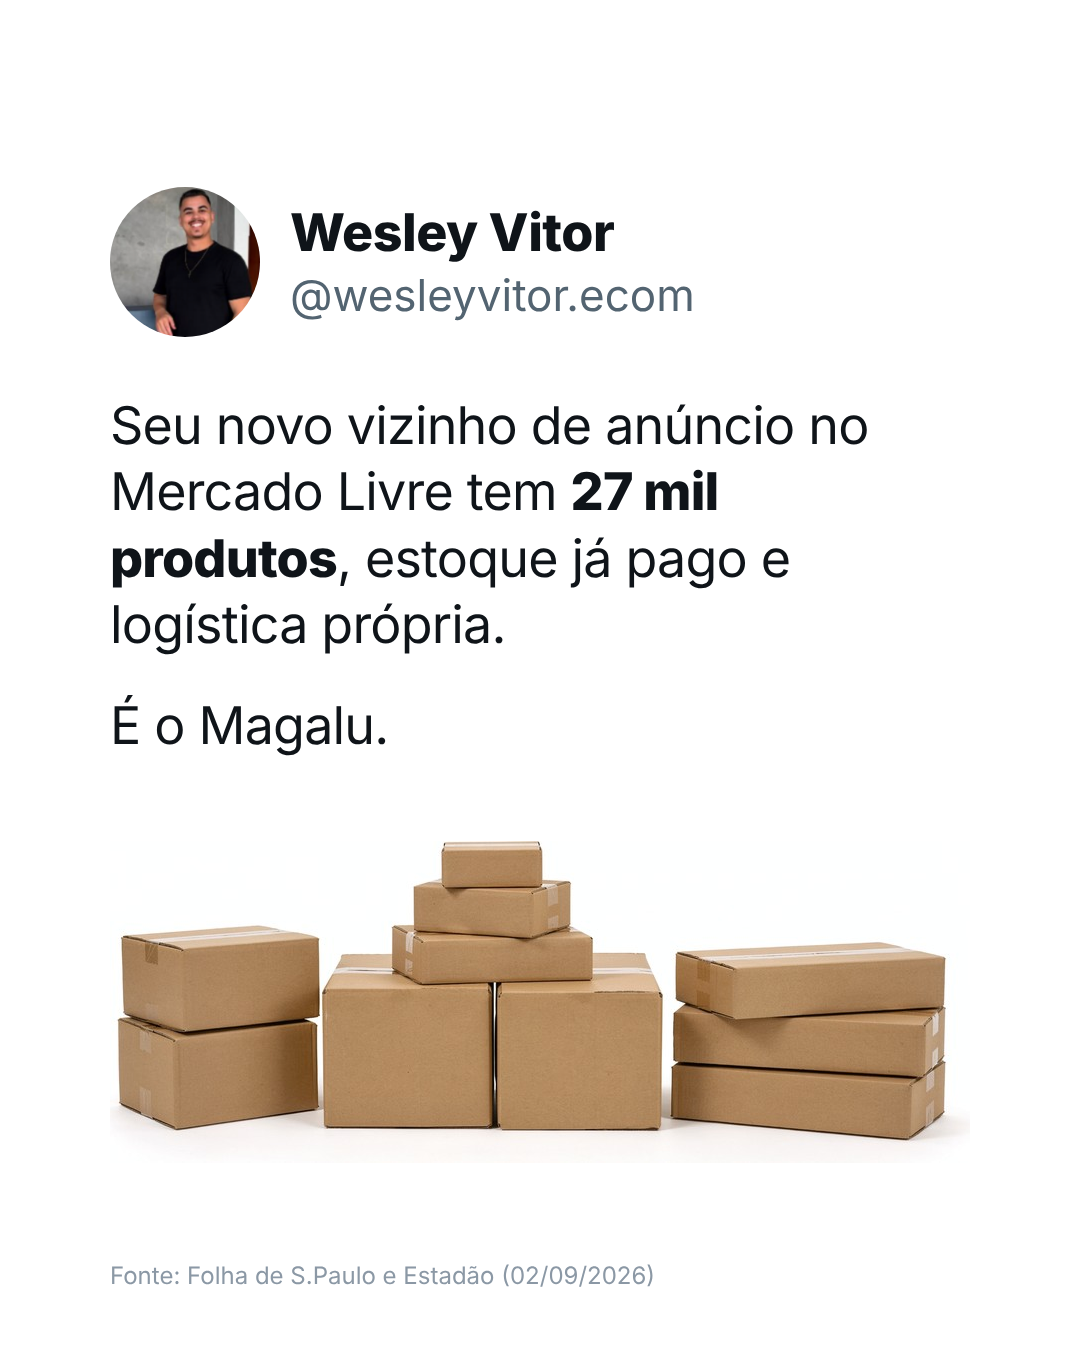 Wesley Vitor
@wesleyvitor.ecom
Seu novo vizinho de anúncio no
Mercado Livre tem 27 mil
produtos, estoque já pago e
logística própria.
É o Magalu.
Fonte: Folha de S.Paulo e Estadão (02/09/2026)